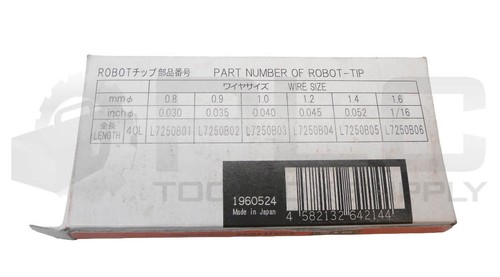 ROBOTチップ部品番号 PART NUMBER OF ROBOT-TIP
ワイヤサイズ WIRE SIZE
mmφ 0.8 0.9 1.0 1.2 1.4 1.6
inchφ 0.030 0.035 0.040 0.045 0.052 1/16
全長 LENGTH 40L L7250B01 L7250B02 L7250B03 L7250B04 L7250B05 L7250B06
1960524
Made in Japan
4 582132 642144
TOOL SUPPLY